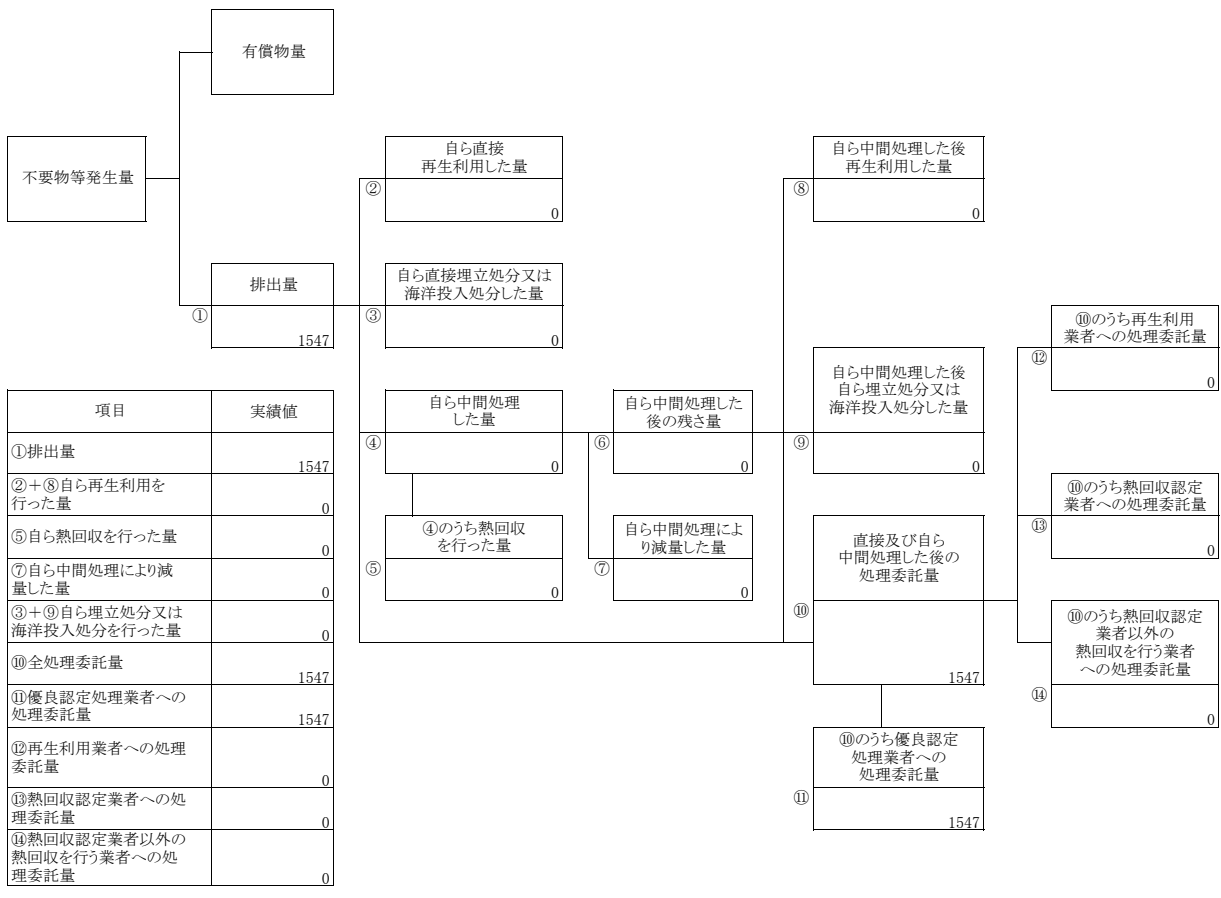 有償物量
不要物等発生量
排出量
①
1547
自ら直接
再生利用した量
②
0
自ら直接埋立処分又は
海洋投入処分した量
③
0
自ら中間処理
した量
④
0
④のうち熱回収
を行った量
⑤
0
自ら中間処理した
後の残さ量
⑥
0
自ら中間処理によ
り減量した量
⑦
0
自ら中間処理した後
再生利用した量
⑧
0
自ら中間処理した後
自ら埋立処分又は
海洋投入処分した量
⑨
0
直接及び自ら
中間処理した後の
処理委託量
⑩
1547
⑩のうち優良認定
処理業者への
処理委託量
⑪
1547
⑩のうち再生利用
業者への処理委託量
⑫
0
⑩のうち熱回収認定
業者への処理委託量
⑬
0
⑩のうち熱回収認定
業者以外の
熱回収を行う業者
への処理委託量
⑭
0
項目 実績値
①排出量
1547
②＋⑧自ら再生利用を
行った量
0
⑤自ら熱回収を行った量
0
⑦自ら中間処理により減
量した量
0
③＋⑨自ら埋立処分又は
海洋投入処分を行った量
0
⑩全処理委託量
1547
⑪優良認定処理業者への
処理委託量
1547
⑫再生利用業者への処理
委託量
0
⑬熱回収認定業者への処
理委託量
0
⑭熱回収認定業者以外の
熱回収を行う業者への処
理委託量
0